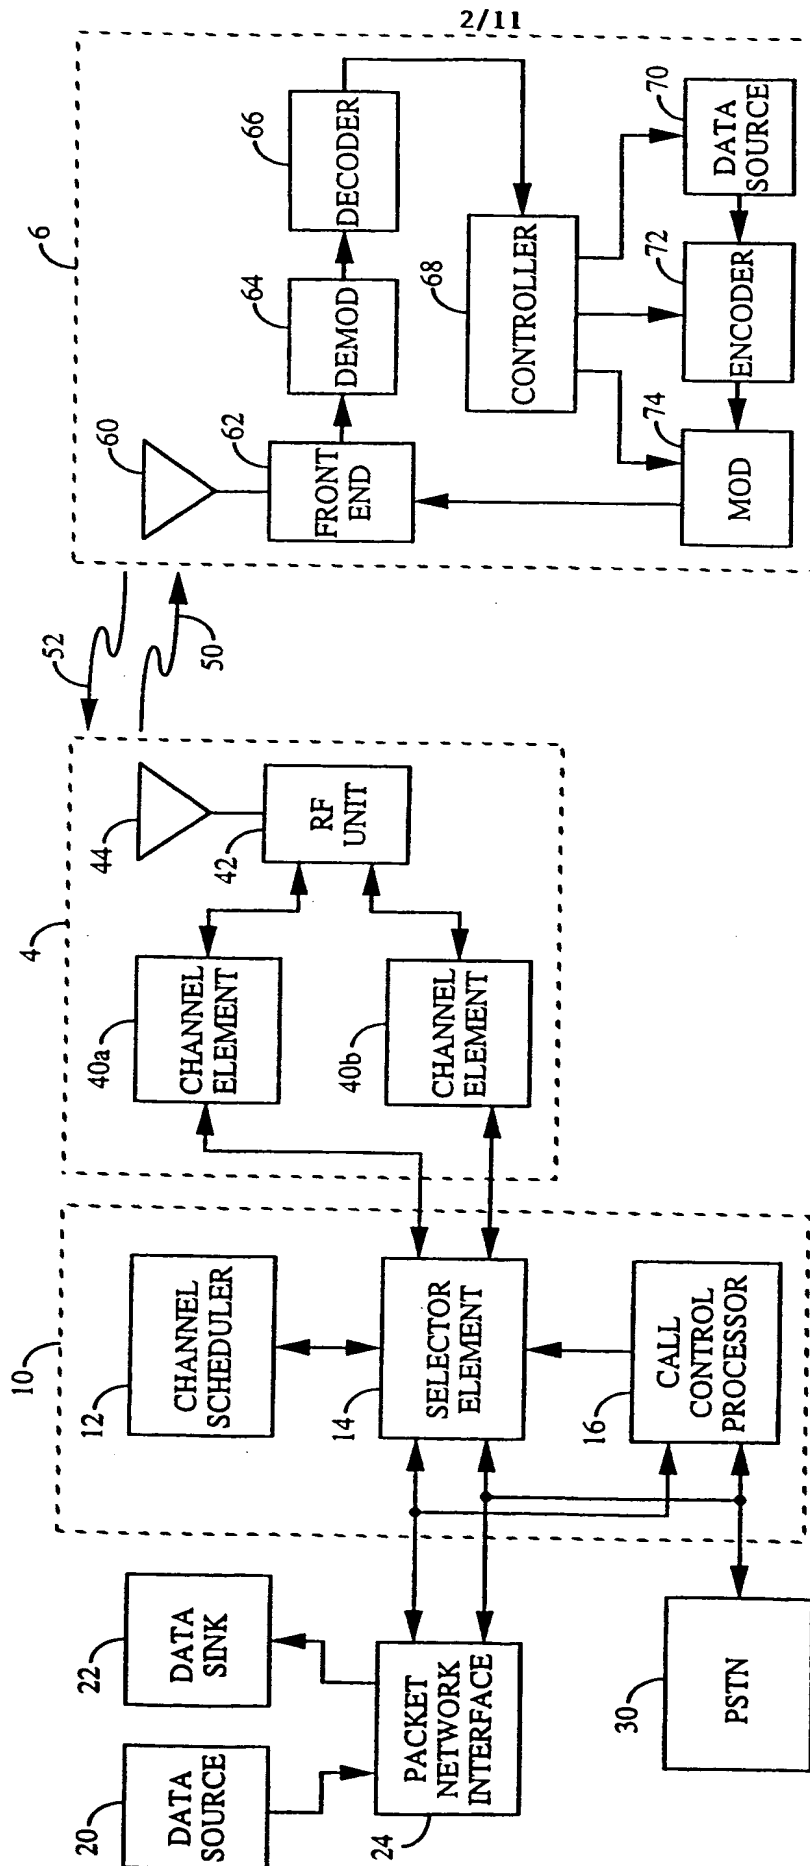 2/11
20
DATA
SOURCE
22
DATA
SINK
24
PACKET
NETWORK
INTERFACE
30
PSTN
10
12
CHANNEL
SCHEDULER
14
SELECTOR
ELEMENT
16
CALL
CONTROL
PROCESSOR
4
40a
CHANNEL
ELEMENT
40b
CHANNEL
ELEMENT
44
42
RF
UNIT
52
50
6
60
62
FRONT
END
64
DEMOD
66
DECODER
68
CONTROLLER
70
DATA
SOURCE
72
ENCODER
74
MOD